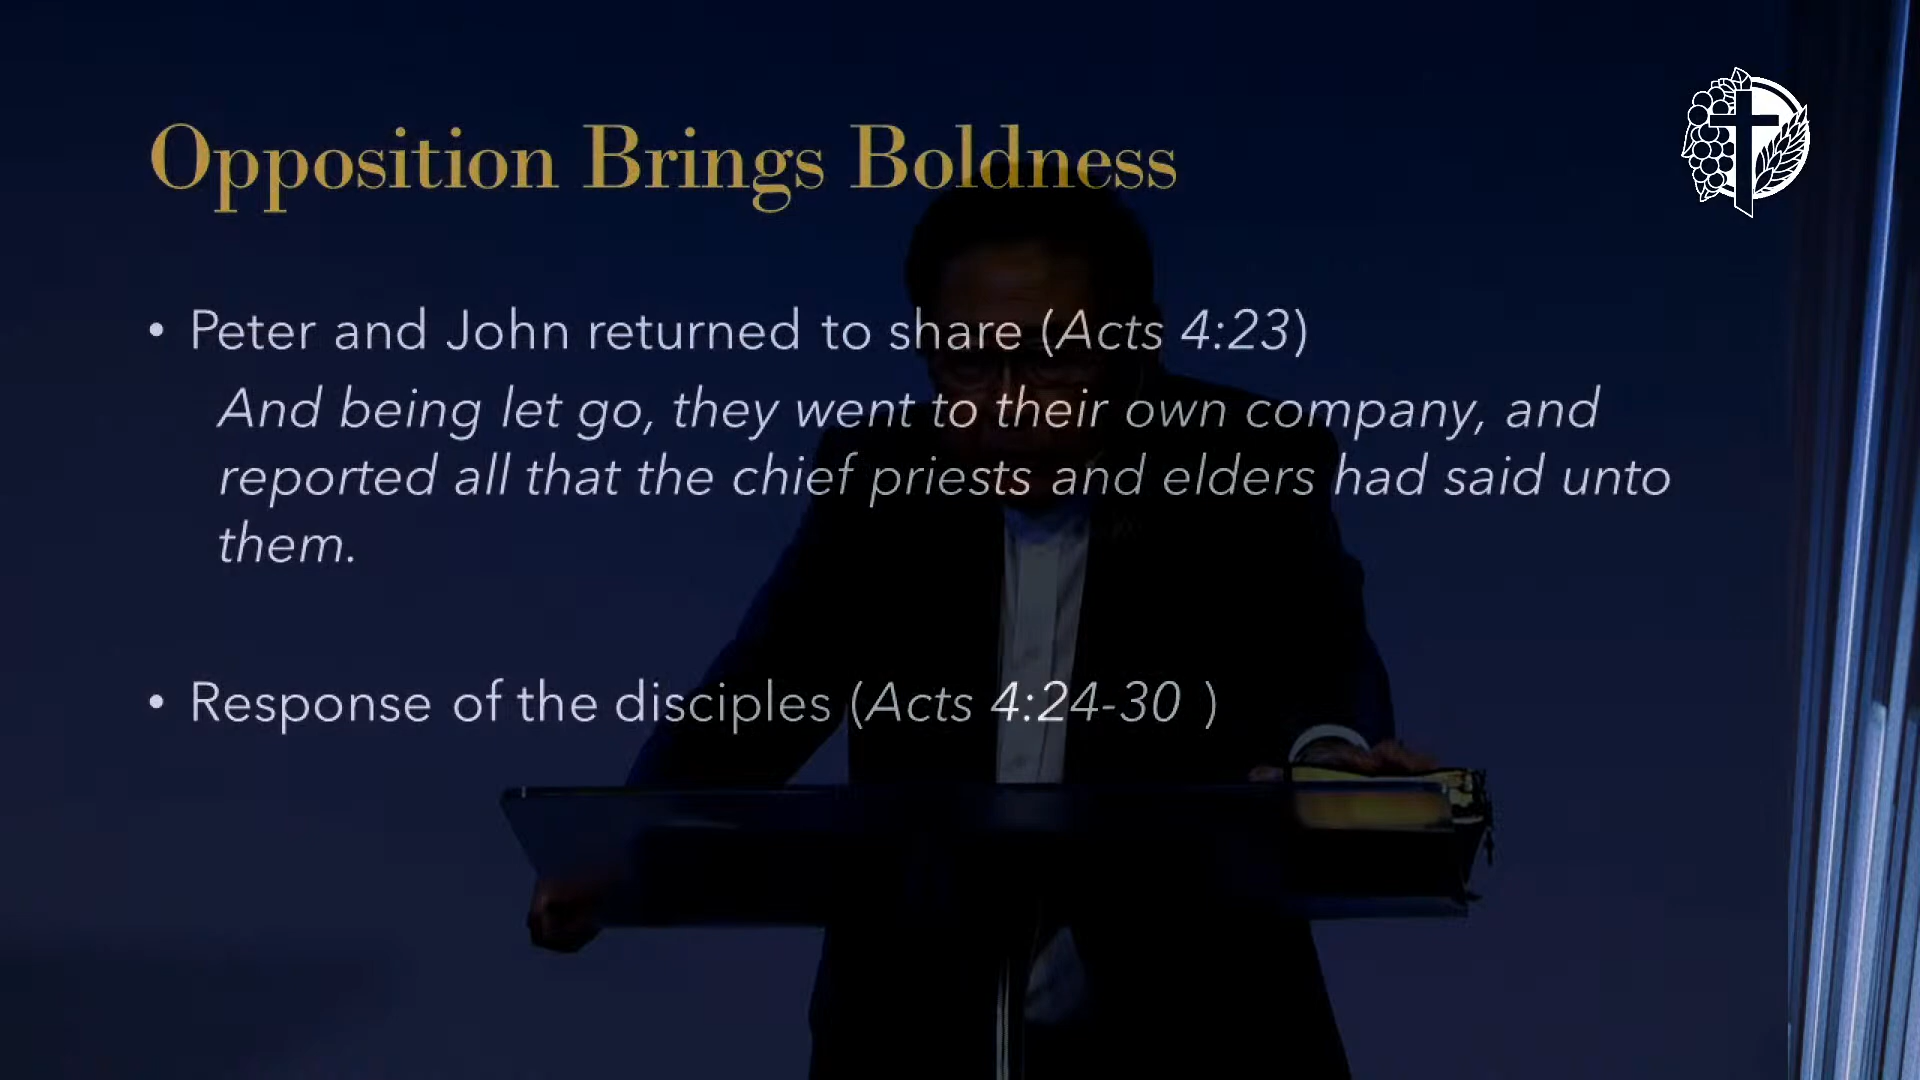 Opposition Brings Boldness
• Peter and John returned to share (Acts 4:23)
And being let go, they went to their own company, and
reported all that the chief priests and elders had said unto
them.
• Response of the disciples (Acts 4:24-30 )